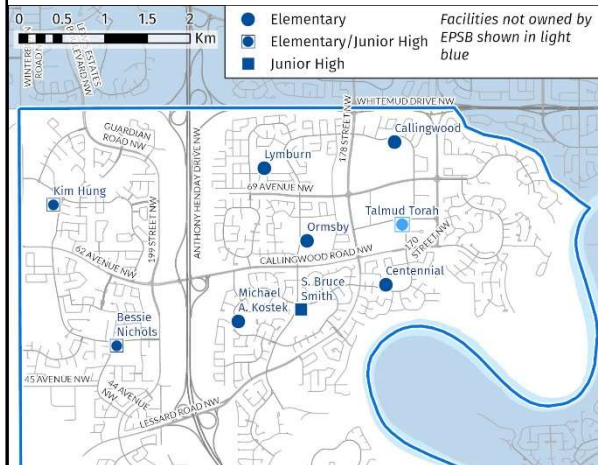 0 0.5 1 1.5 2
Km
Elementary
Elementary/Junior High
Junior High
Facilities not owned by
EPSB shown in light
blue
WHITEMUD DRIVE NW
GUARDIAN
ROAD NW
ANTHONY HENDAY DRIVE NW
178 STREET NW
Callingwood
Lymburn
69 AVENUE NW
Kim Hung
199 STREET NW
Talmud Torah
170
STREET NW
Ormsby
62 AVENUE NW
CALLINGWOOD ROAD NW
Centennial
S. Bruce
Smith
Michael
A. Kostek
Bessie
Nichols
45 AVENUE NW
44 AVENUE
NW
LESSARD ROAD NW